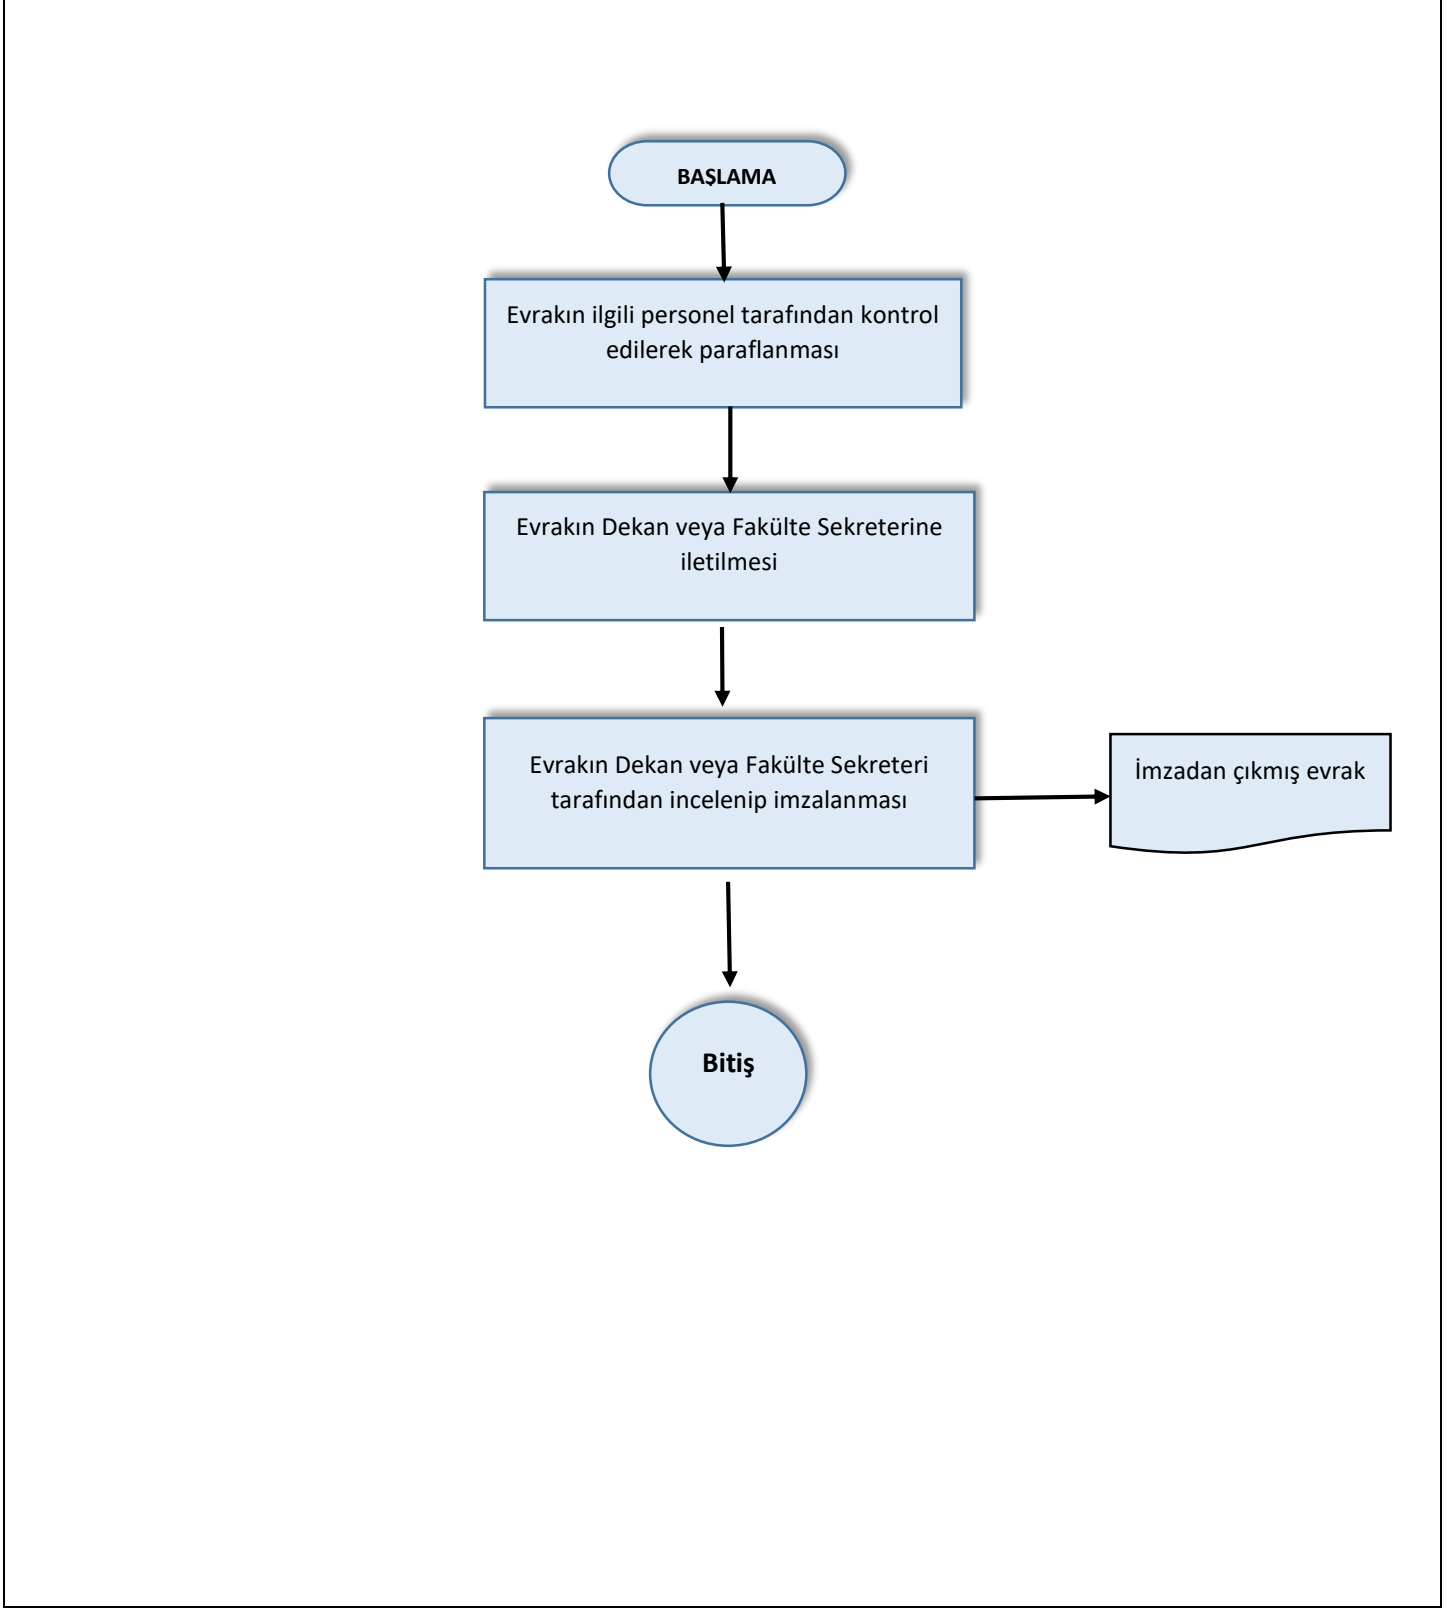 BAŞLAMA
Evrakın ilgili personel tarafından kontrol
edilerek paraflanması
Evrakın Dekan veya Fakülte Sekreterine
iletilmesi
Evrakın Dekan veya Fakülte Sekreteri
tarafından incelenip imzalanması
İmzadan çıkmış evrak
Bitiş